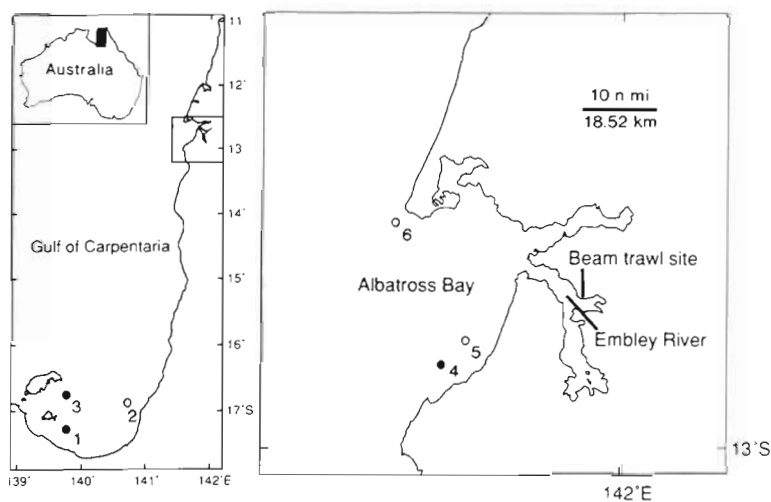 Australia
11
12°
13
14°
15°
16°
17°S
139°
140°
141°
142°E
Gulf of Carpentaria
3
2
1
10 n mi
18.52 km
6
Albatross Bay
Beam trawl site
Embley River
5
4
13°S
142°E